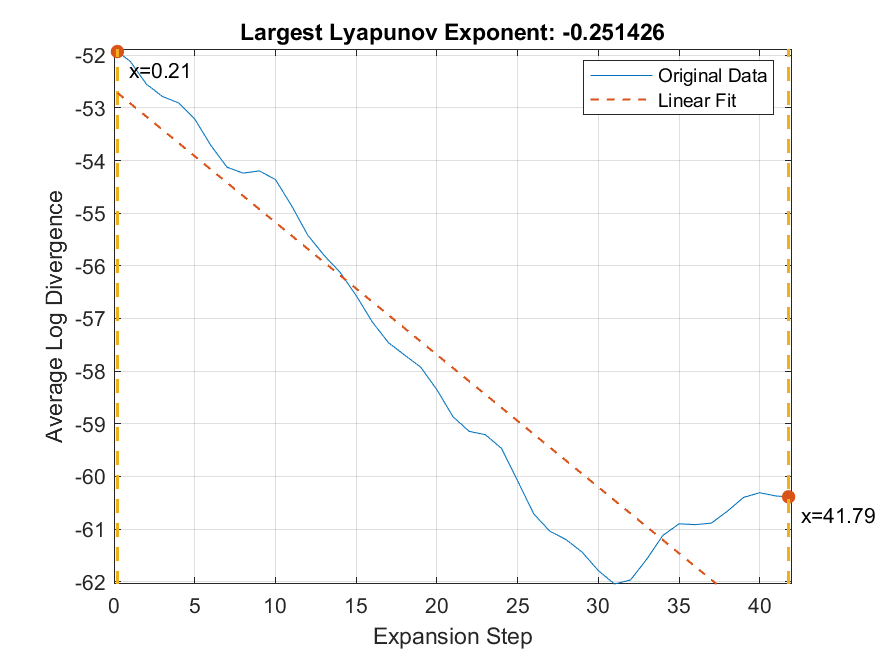 Largest Lyapunov Exponent: -0.251426
-52
x=0.21
Original Data
Linear Fit
-53
-54
-55
-56
-57
-58
-59
-60
-61
-62
x=41.79
Average Log Divergence
0 5 10 15 20 25 30 35 40
Expansion Step